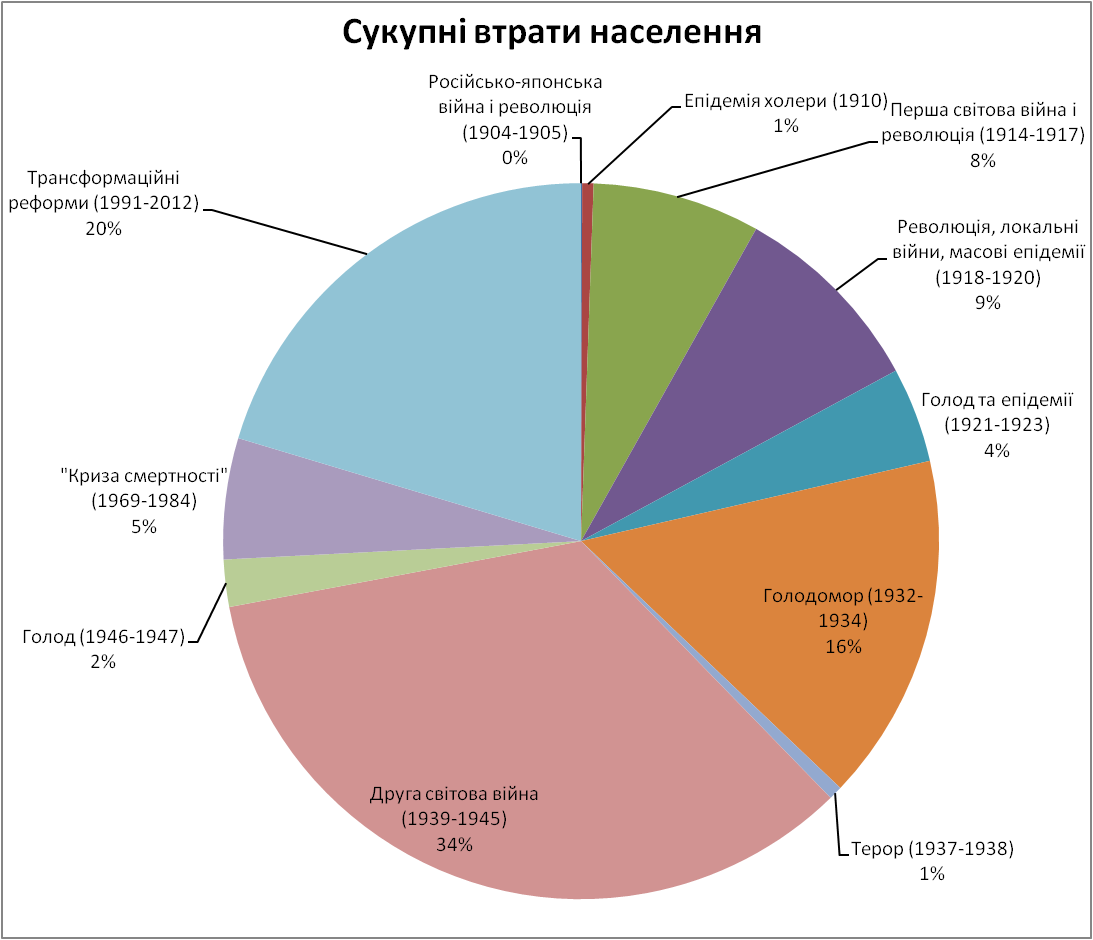 Сукупні втрати населення
Російсько-японська
війна і революція
(1904-1905)
0%
Епідемія холери (1910)
1%
Перша світова війна і
революція (1914-1917)
8%
Революція, локальні
війни, масові епідемії
(1918-1920)
9%
Голод та епідемії
(1921-1923)
4%
Голодомор (1932-
1934)
16%
Терор (1937-1938)
1%
Друга світова війна
(1939-1945)
34%
Голод (1946-1947)
2%
"Криза смертності"
(1969-1984)
5%
Трансформаційні
реформи (1991-2012)
20%